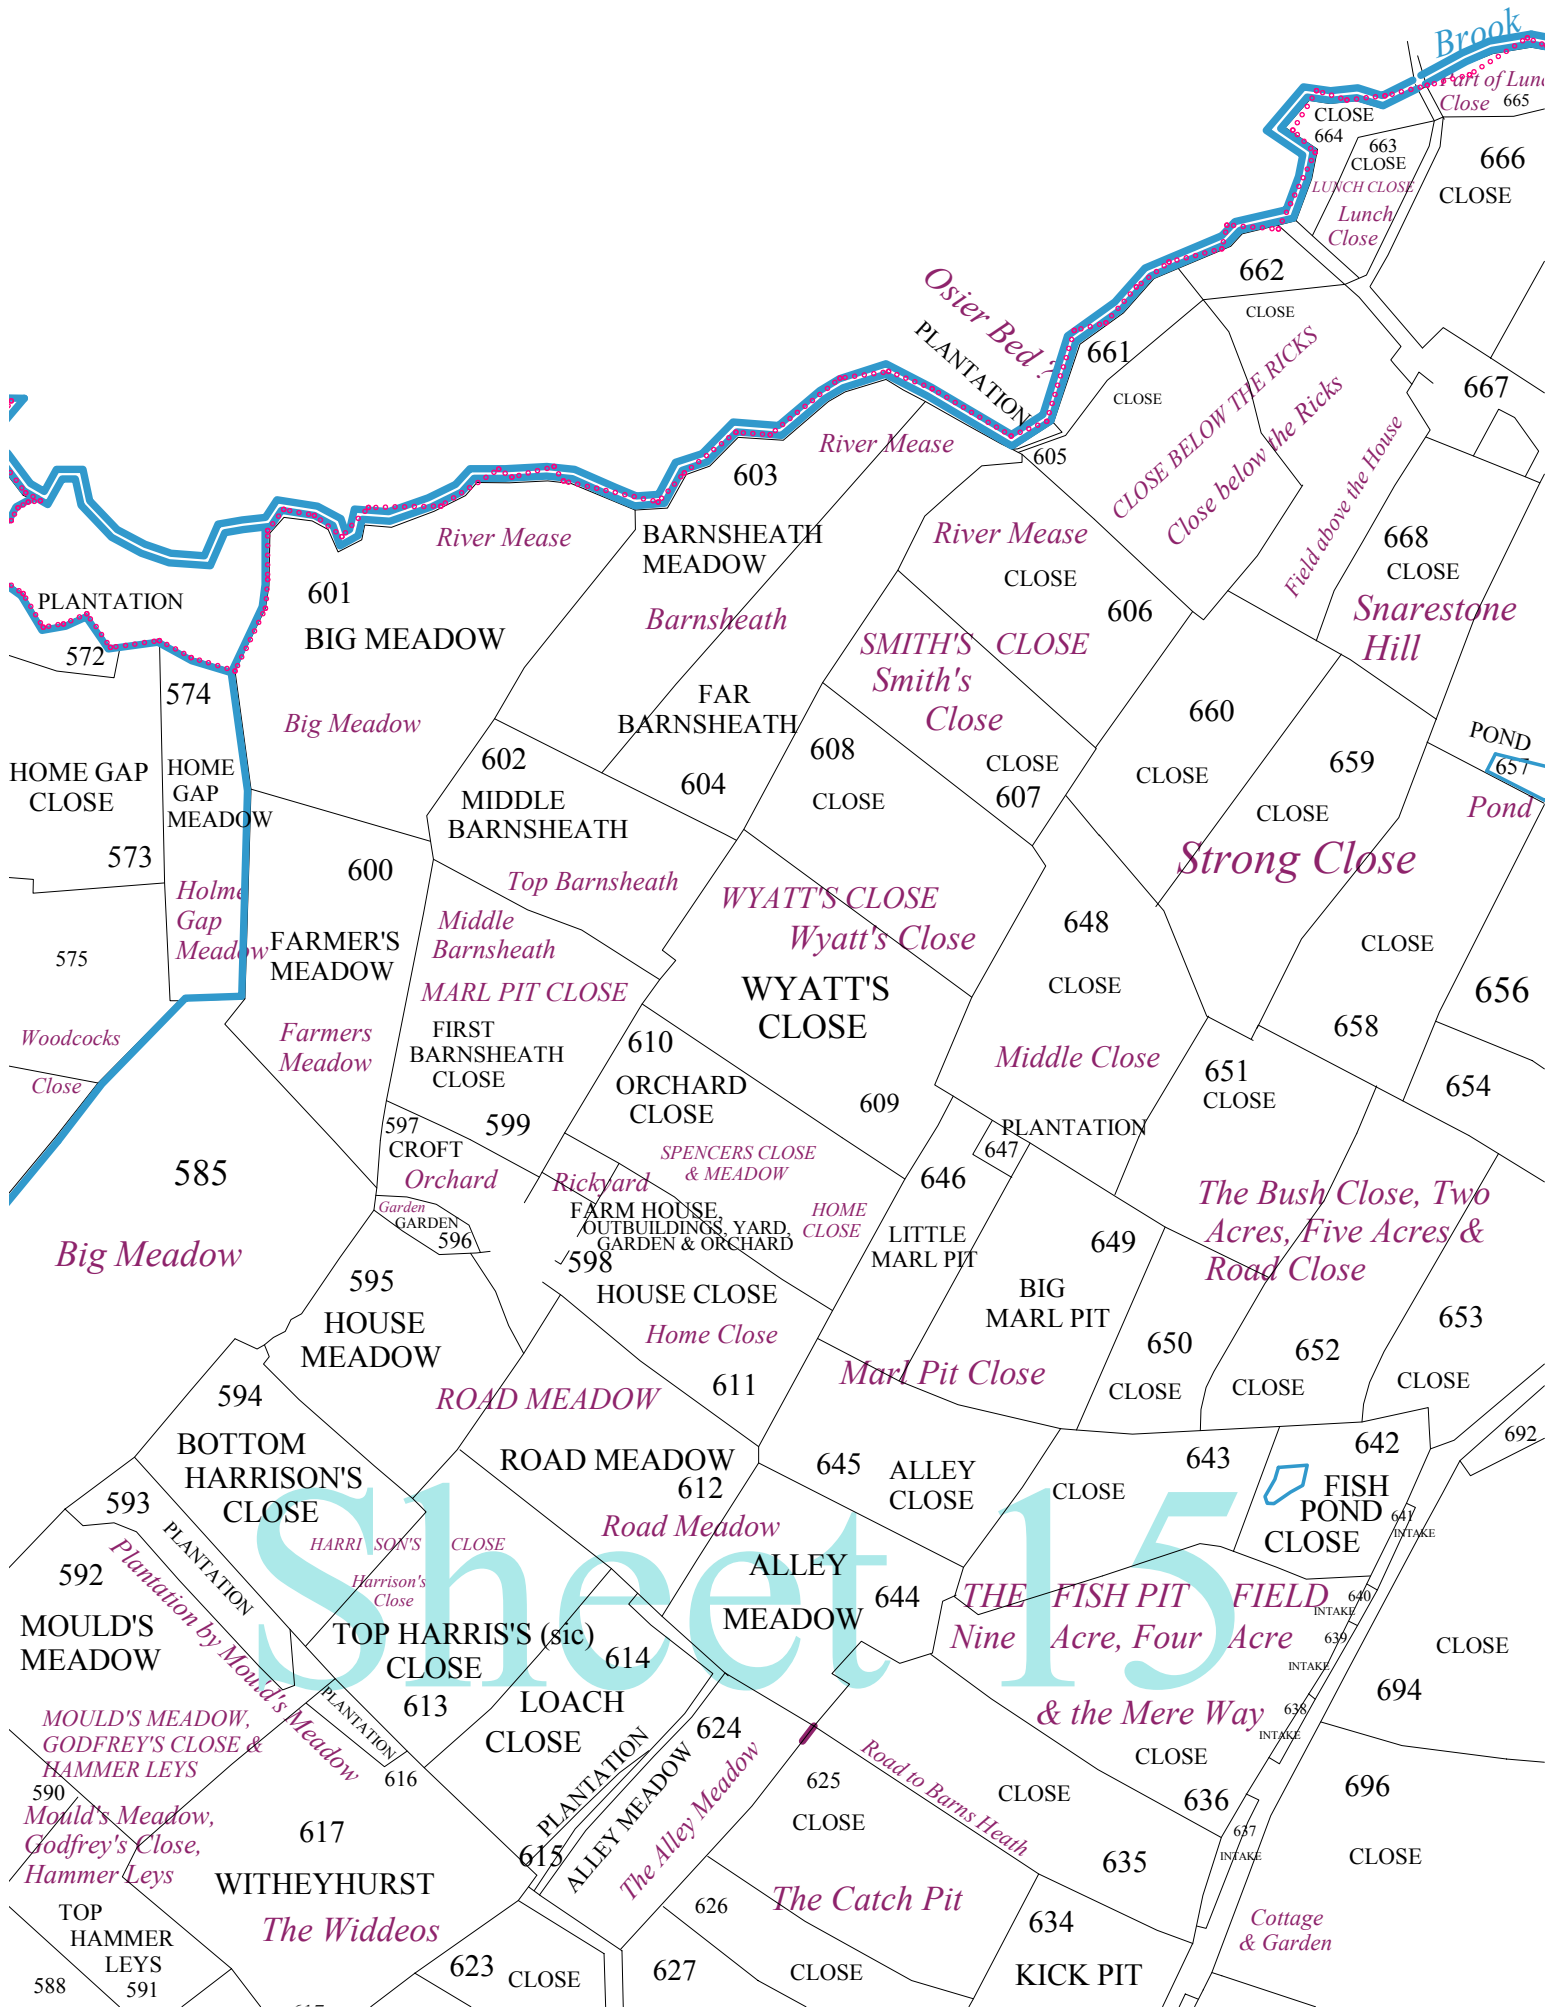 Brook
Part of Lunch
Close 665
CLOSE
664
663
CLOSE
666
CLOSE
LUNCH CLOSE
Lunch
Close
662
CLOSE
Osier Bed ?
PLANTATION
661
CLOSE
667
CLOSE BELOW THE RICKS
Close below the Ricks
Field above the House
River Mease
603
605
River Mease
BARNSHEATH
MEADOW
River Mease
CLOSE
668
CLOSE
PLANTATION
601
BIG MEADOW
Barnsheath
606
Snarestone
Hill
572
SMITH'S CLOSE
Smith's
Close
574
Big Meadow
FAR
BARNSHEATH
660
CLOSE
POND
657
Pond
HOME GAP
CLOSE
HOME
GAP
MEADOW
602
MIDDLE
BARNSHEATH
604
608
CLOSE
CLOSE
607
659
CLOSE
573
600
Strong Close
Holme
Gap
Meadow
Top Barnsheath
WYATT'S CLOSE
Wyatt's Close
Middle
Barnsheath
648
CLOSE
CLOSE
575
FARMER'S
MEADOW
MARL PIT CLOSE
WYATT'S
CLOSE
656
Woodcocks
Close
Farmers
Meadow
FIRST
BARNSHEATH
CLOSE
610
ORCHARD
CLOSE
658
Middle Close
651
CLOSE
654
609
597
CROFT
599
PLANTATION
647
585
Orchard
SPENCERS CLOSE
& MEADOW
Rickyard
646
The Bush Close, Two
Acres, Five Acres &
Road Close
Garden
GARDEN
596
FARM HOUSE,
OUTBUILDINGS, YARD,
GARDEN & ORCHARD
598
HOME
CLOSE
LITTLE
MARL PIT
649
Big Meadow
595
HOUSE
MEADOW
HOUSE CLOSE
Home Close
BIG
MARL PIT
653
CLOSE
650
CLOSE
652
CLOSE
611
Marl Pit Close
594
ROAD MEADOW
BOTTOM
HARRISON'S
CLOSE
ROAD MEADOW
612
Road Meadow
645
ALLEY
CLOSE
643
CLOSE
642
FISH
POND
CLOSE
692
641
INTAKE
593
PLANTATION
Sheet 15
HARRISON'S CLOSE
Harrison's
Close
592
MOULD'S
MEADOW
Plantation by Mould's Meadow
ALLEY
MEADOW
644
THE FISH PIT FIELD
Nine Acre, Four Acre
& the Mere Way
640
INTAKE
639
INTAKE
638
INTAKE
CLOSE
694
TOP HARRIS'S (sic)
CLOSE
613
614
LOACH
CLOSE
PLANTATION
616
MOULD'S MEADOW,
GODFREY'S CLOSE &
HAMMER LEYS
590
Mould's Meadow,
Godfrey's Close,
Hammer Leys
PLANTATION
615
ALLEY MEADOW
624
The Alley Meadow
625
CLOSE
Road to Barns Heath
CLOSE
CLOSE
636
637
INTAKE
696
CLOSE
617
WITHEYHURST
The Widdeos
635
626
The Catch Pit
TOP
HAMMER
LEYS
588
591
634
KICK PIT
Cottage
& Garden
623
CLOSE
627
CLOSE
617